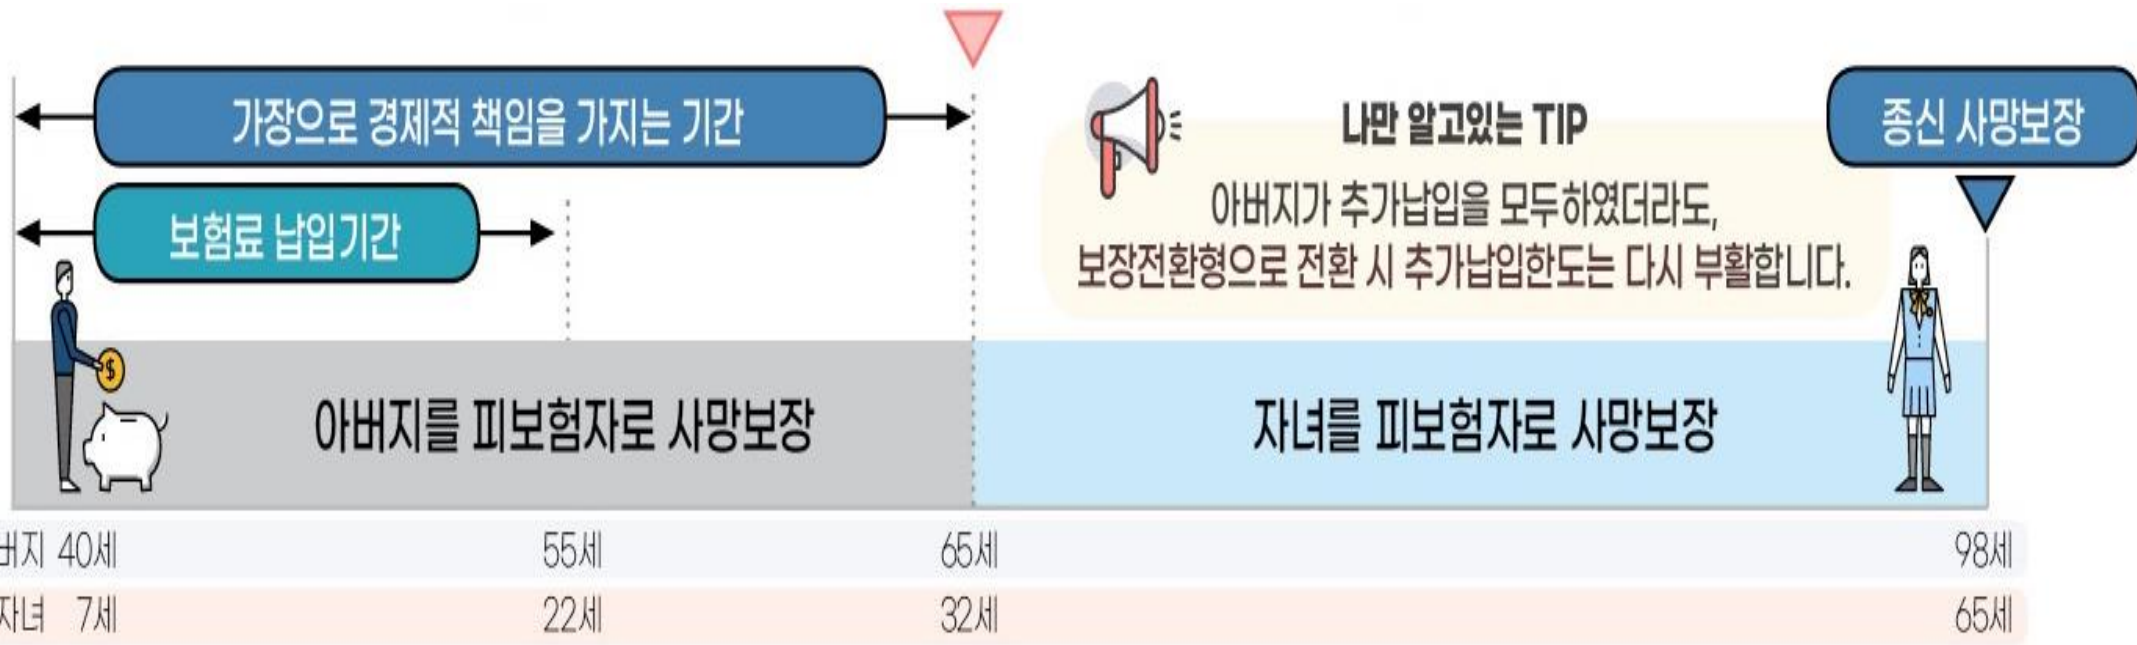 가장으로 경제적 책임을 가지는 기간
보험료 납입기간
나만 알고있는 TIP
아버지가 추가납입을 모두하였더라도,
보장전환형으로 전환 시 추가납입한도는 다시 부활합니다.
종신 사망보장
$
아버지를 피보험자로 사망보장
자녀를 피보험자로 사망보장
버지 40세 55세 65세 98세
자녀 7세 22세 32세 65세